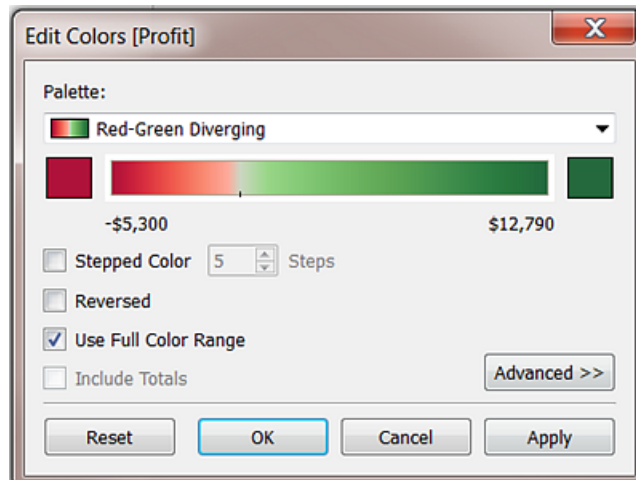 Edit Colors [Profit]
Palette:
Red-Green Diverging
-$5,300 $12,790
Stepped Color 5 Steps
Reversed
Use Full Color Range
Include Totals
Advanced >>
Reset OK Cancel Apply